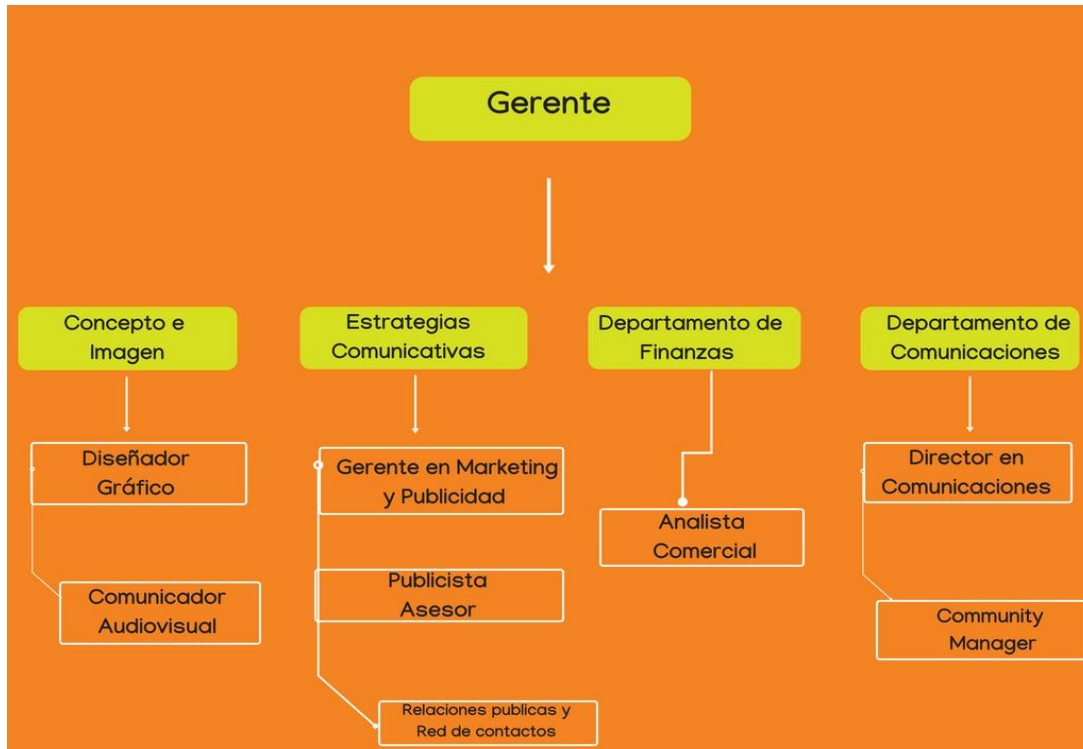 Gerente
Concepto e
Imagen
Estrategias
Comunicativas
Departamento de
Finanzas
Departamento de
Comunicaciones
Diseñador
Gráfico
Gerente en Marketing
y Publicidad
Director en
Comunicaciones
Analista
Comercial
Comunicador
Audiovisual
Publicista
Asesor
Community
Manager
Relaciones publicas y
Red de contactos